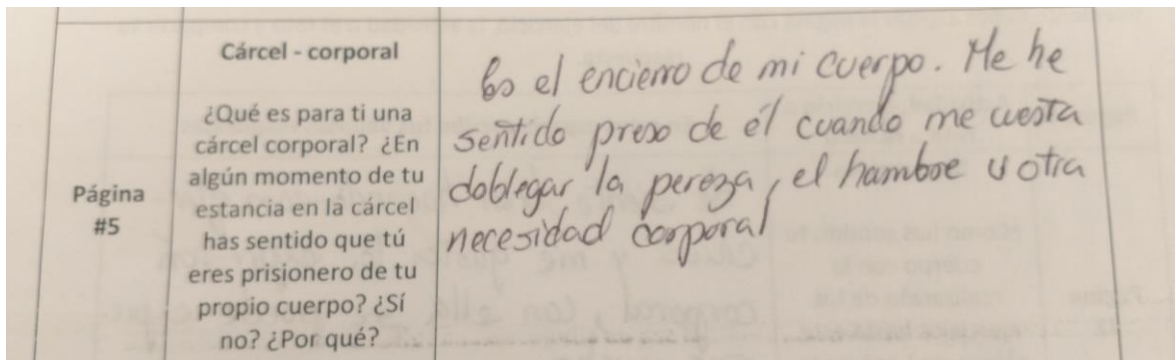 Cárcel - corporal
¿Qué es para ti una
cárcel corporal? ¿En
algún momento de tu
estancia en la cárcel
has sentido que tú
eres prisionero de tu
propio cuerpo? ¿Sí
no? ¿Por qué?
Página
#5
Es el encierro de mi cuerpo. Me he
sentido preso de él cuando me cuesta
doblegar la pereza, el hambre u otra
necesidad corporal